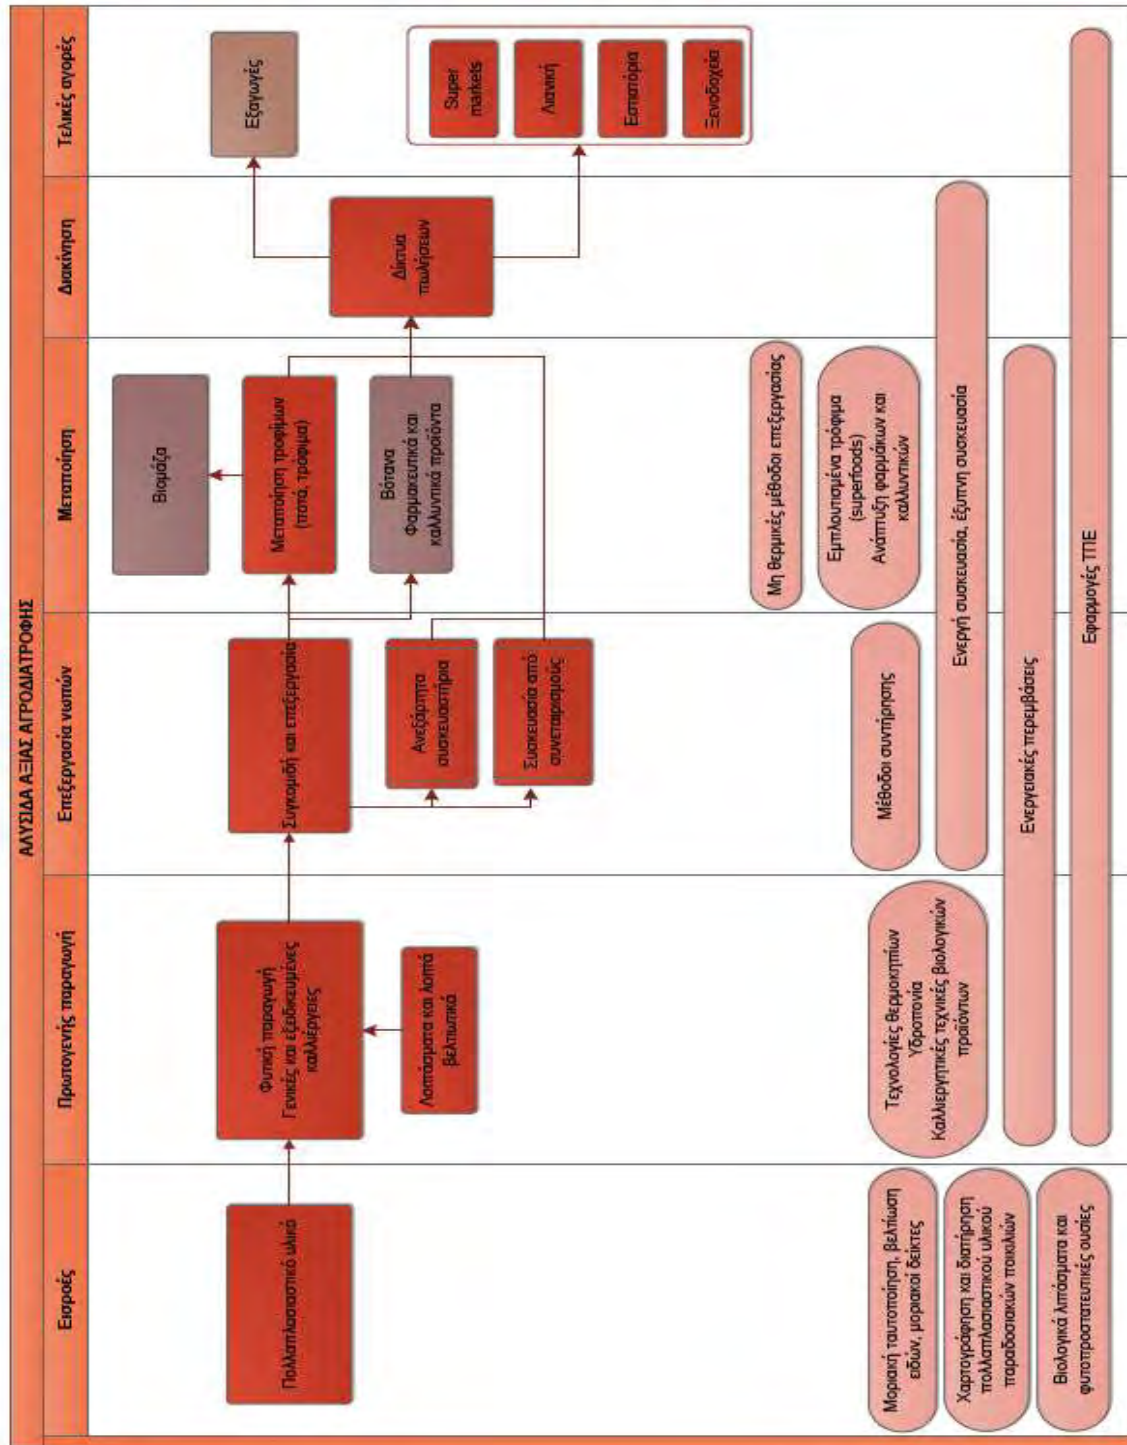 ΑΛΥΣΙΔΑ ΑΞΙΑΣ ΑΓΡΟΔΙΑΤΡΟΦΗΣ
Εισροές
Πρωτογενής παραγωγή
Επεξεργασία νωπών
Μεταποίηση
Διακίνηση
Τελικές αγορές
Πολλαπλασιαστικό υλικό
Φυτική παραγωγή
Γενικές και εξειδικευμένες
καλλιέργειες
Λοιπάσματα και λοιπά
βελτιωτικά
Συγκομιδή και επεξεργασία
Ανεξάρτητα
συσκευαστήρια
Συσκευασία από
συνεταιρισμούς
Βιομάζα
Μεταποίηση τροφίμων
(ποτά, τρόφιμα)
Βότανα
Φαρμακευτικά και
καλλυντικά προϊόντα
Δίκτυα
πωλήσεων
Εξαγωγές
Super
markets
Λιανική
Εστιατόρια
Ξενοδοχεία
Μοριακή ταυτοποίηση, βελτίωση
ειδών, μοριακοί δείκτες
Χαρτογράφηση και διατήρηση
πολλαπλασιαστικού υλικού
παραδοσιακών ποικιλιών
Βιολογικά λιπάσματα και
φυτοπροστατευτικές ουσίες
Τεχνολογίες θερμοκηπίων
Υδροπονία
Καλλιεργητικές τεχνικές βιολογικών
προϊόντων
Μέθοδοι συντήρησης
Μη θερμικές μέθοδοι επεξεργασίας
Εμπλουτισμένα τρόφιμα
(superfoods)
Ανάπτυξη φαρμάκων και
καλλυντικών
Ενεργή συσκευασία, έξυπνη συσκευασία
Ενεργειακές περεμβάσεις
Εφαρμογές ΤΠΕ